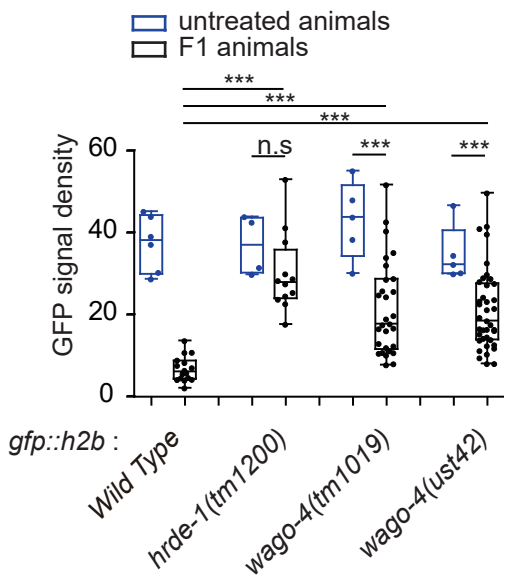 untreated animals
F1 animals
***
***
***
n.s
***
***
60
40
20
0
GFP signal density
gfp::h2b :
Wild Type
hrde-1(tm1200)
wago-4(tm1019)
wago-4(ust42)